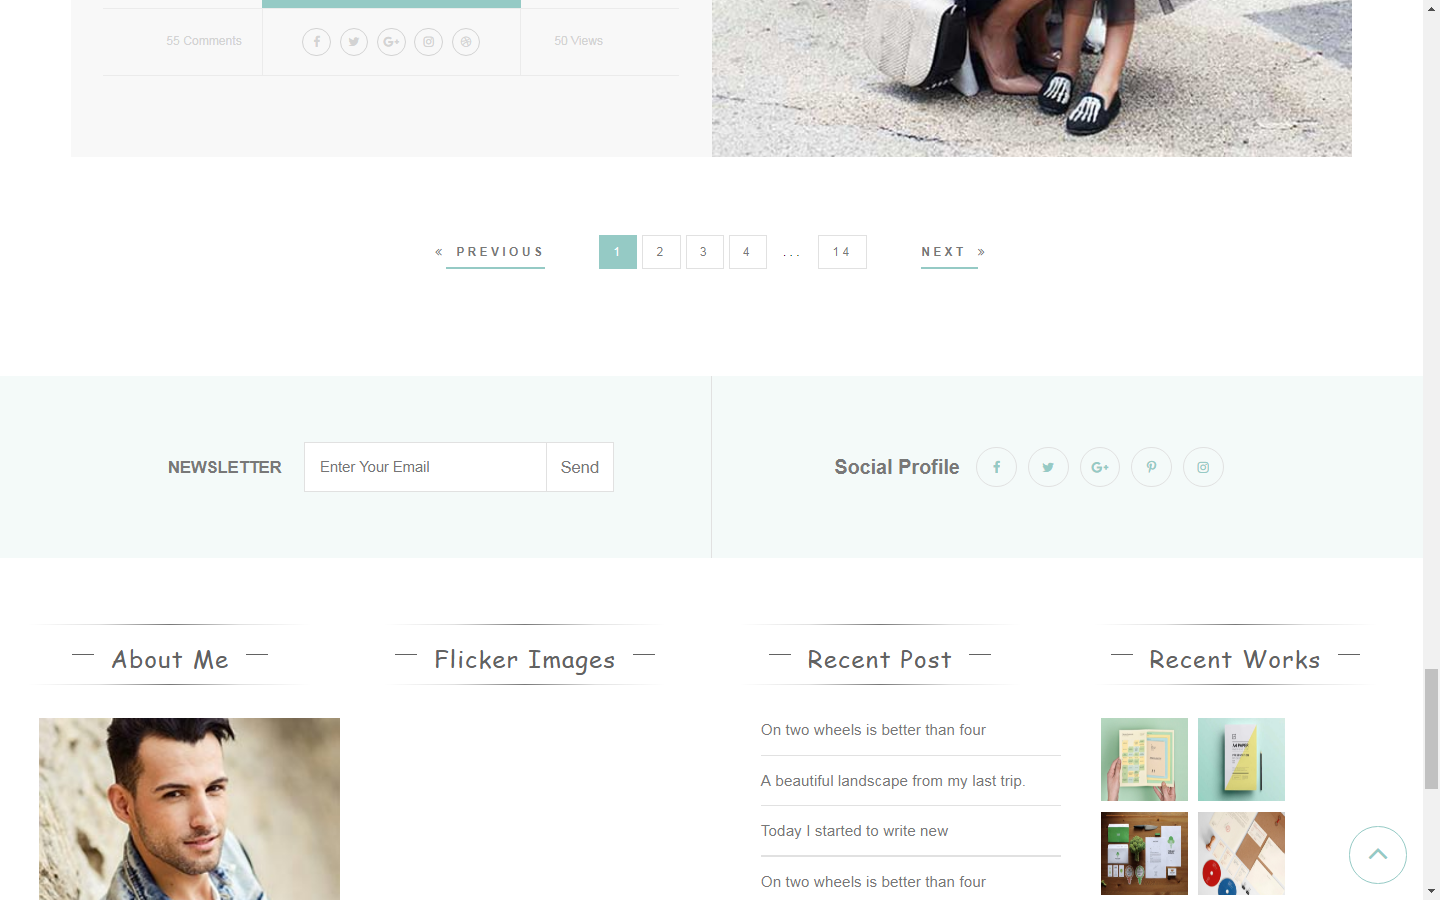 55 Comments
50 Views
« PREVIOUS 1 2 3 4 ... 14 NEXT »
NEWSLETTER
Enter Your Email
Send
Social Profile
About Me
Flicker Images
Recent Post
Recent Works
On two wheels is better than four
A beautiful landscape from my last trip.
Today I started to write new
On two wheels is better than four